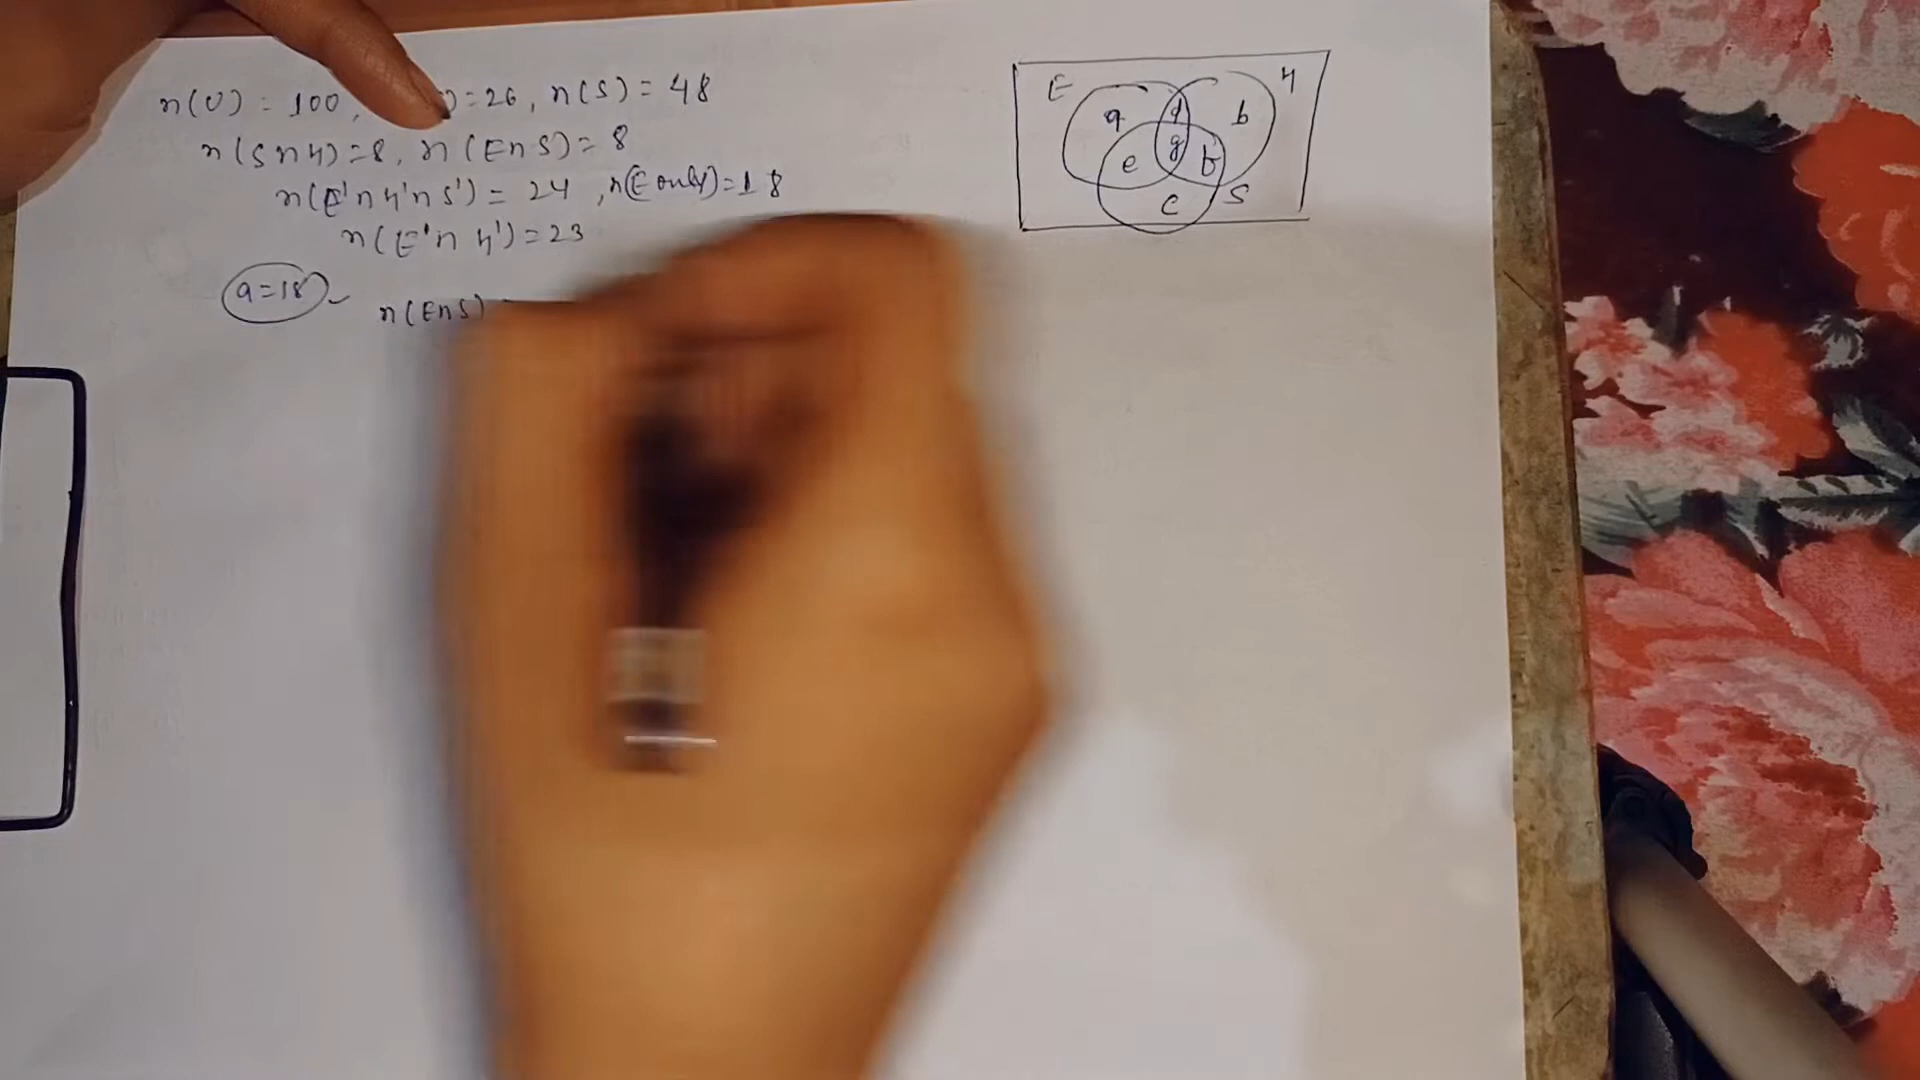 n(U) = 100, ) = 26, n(S) = 48
n(S∩H) = 8, n(E∩S) = 8
n(E'∩H'∩S') = 24, n(E only) = 18
n(E'∩H') = 23
a = 18
n(E∩S)
E
H
a
d
b
g
e
f
c
S